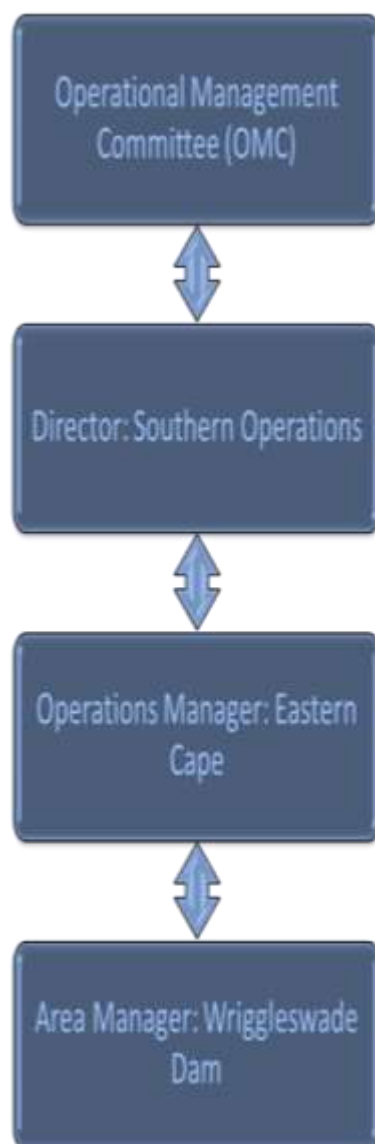 Operational Management
Committee (OMC)
Director: Southern Operations
Operations Manager: Eastern
Cape
Area Manager: Wriggleswade
Dam